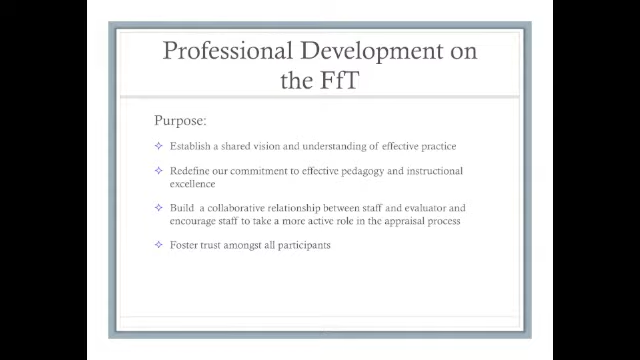 Professional Development on
the FfT
Purpose:
Establish a shared vision and understanding of effective practice
Redefine our commitment to effective pedagogy and instructional
excellence
Build a collaborative relationship between staff and evaluator and
encourage staff to take a more active role in the appraisal process
Foster trust amongst all participants